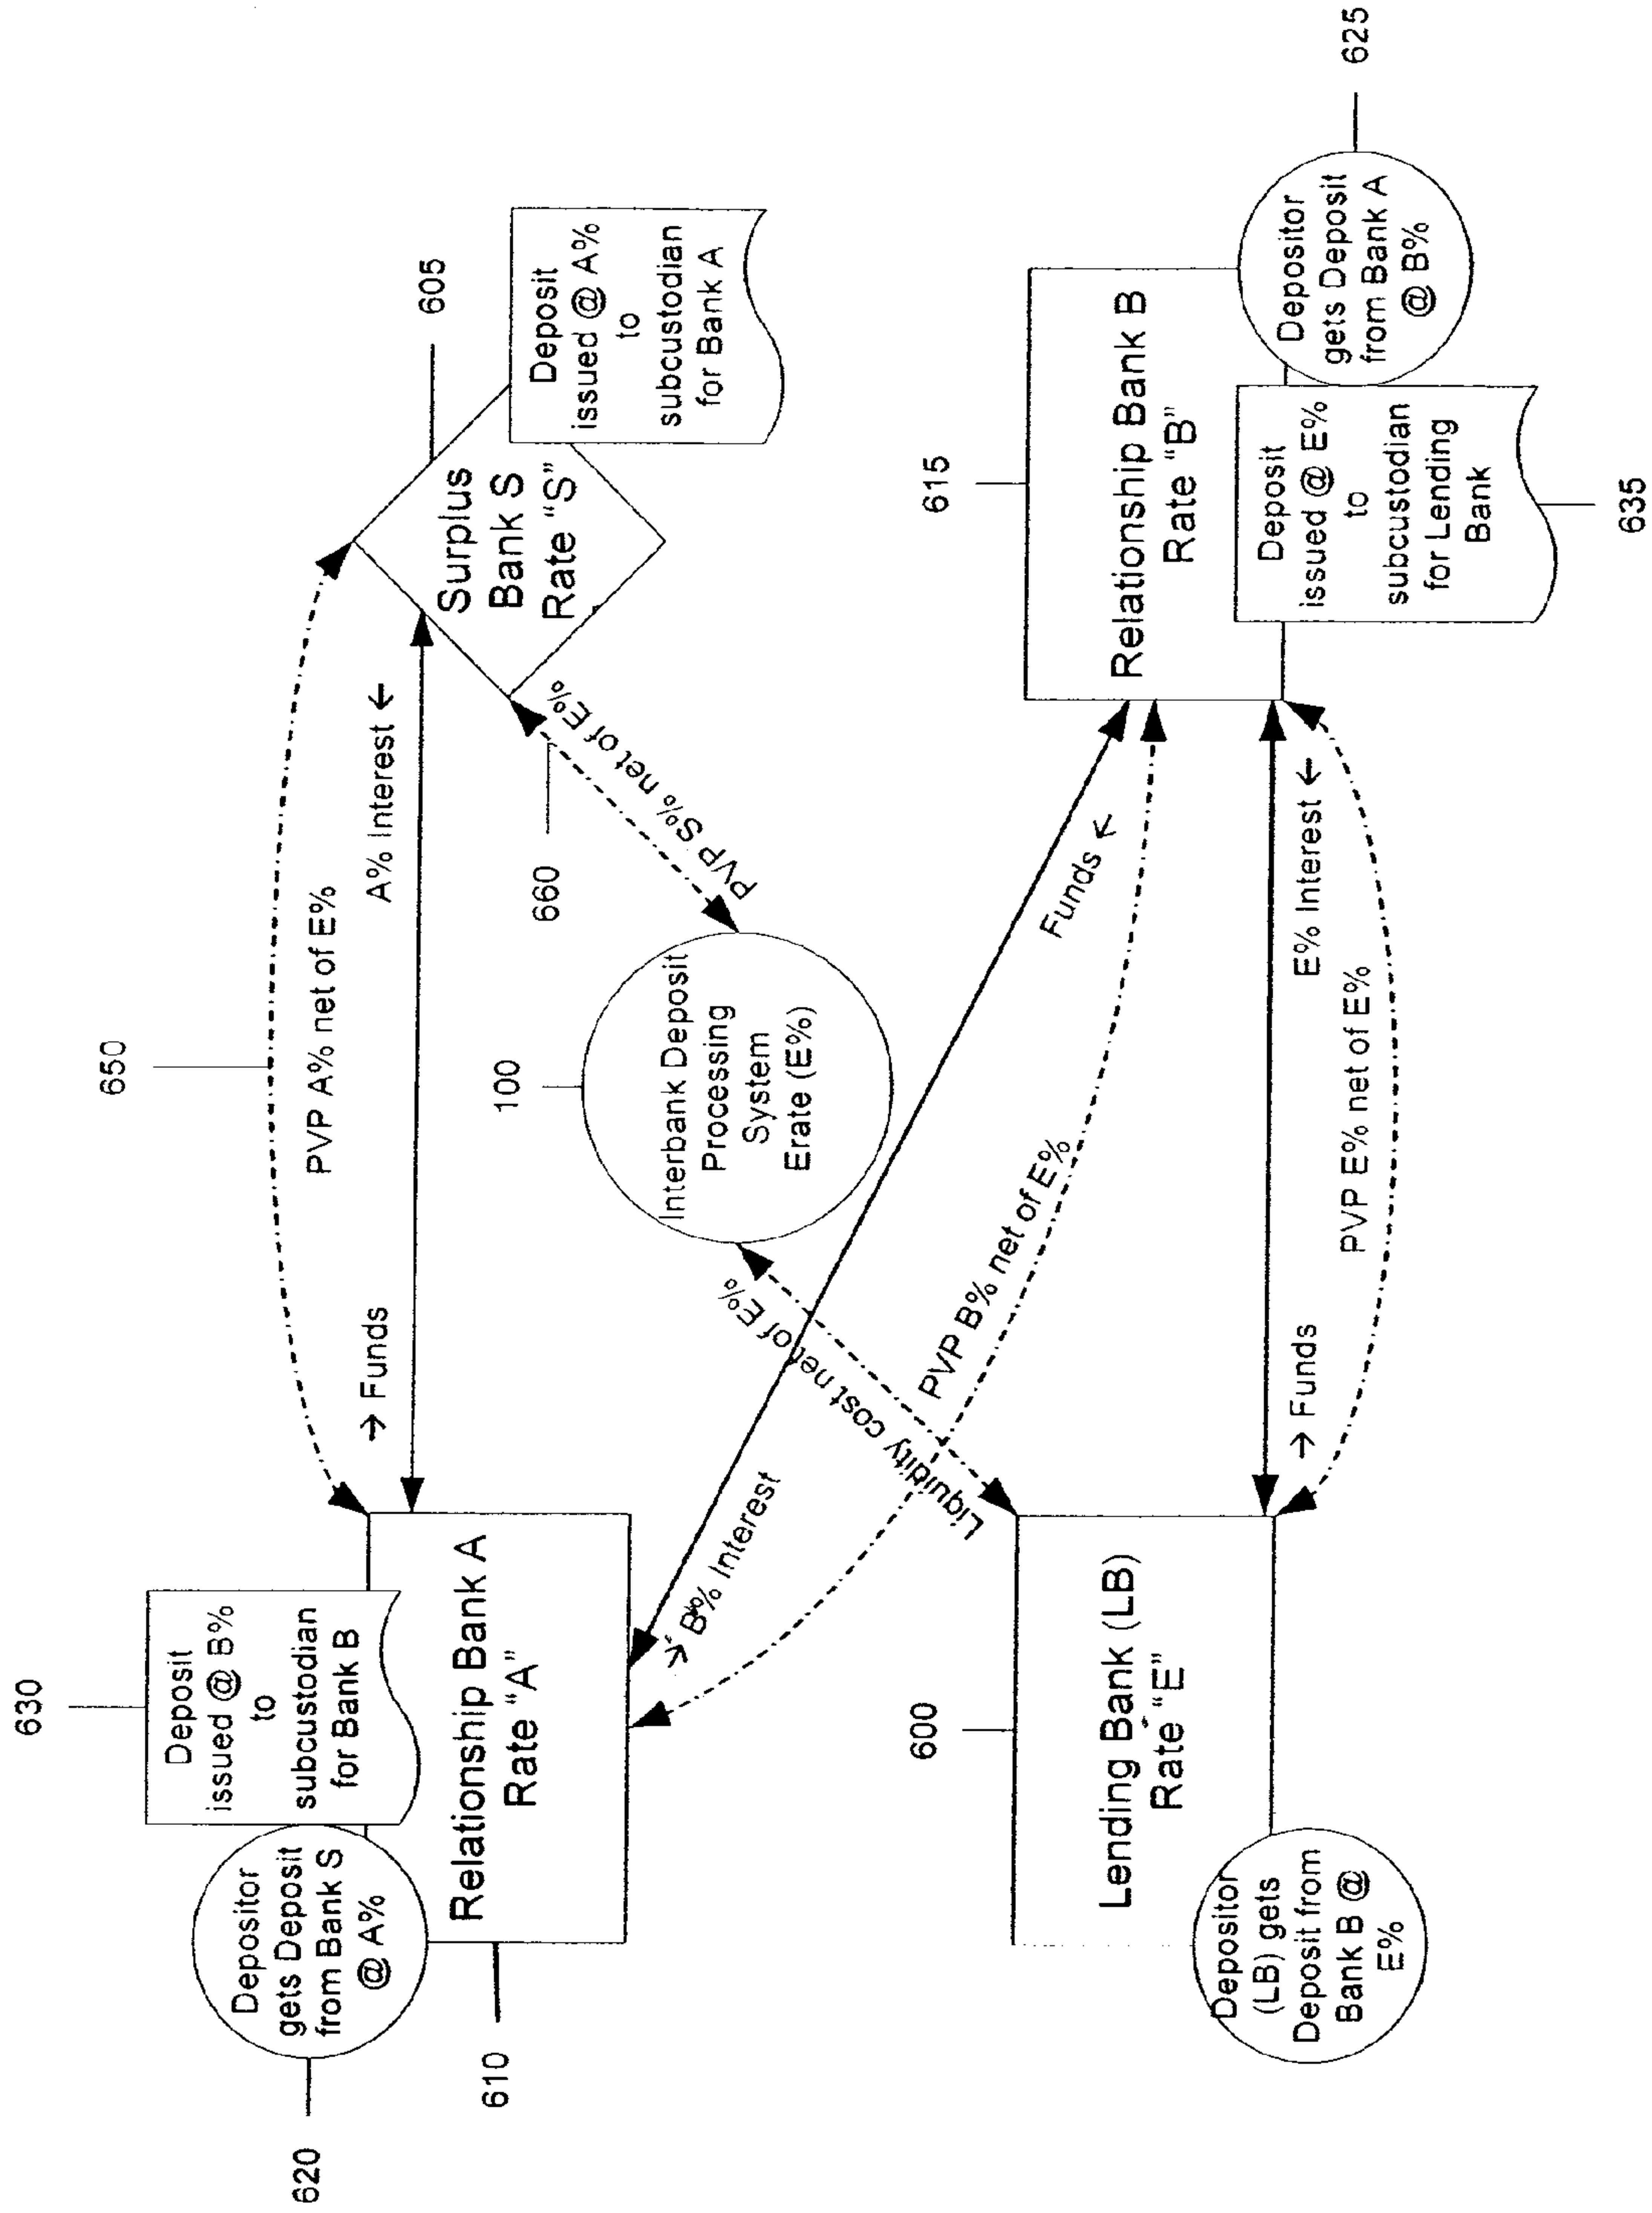 650
605
630
PVP A% net of E%
A% Interest ←
→ Funds
Deposit
issued @ B%
to
subcustodian
for Bank B
Depositor
gets Deposit
from Bank S
@ A%
620
Relationship Bank A
Rate “A”
610
Surplus
Bank S
Rate “S”
Deposit
issued @ A%
to
subcustodian
for Bank A
660
PVP S% net of E%
100
Interbank Deposit
Processing
System
Erate (E%)
Liquidity cost net of E%
→ B% Interest
Funds ←
PVP B% net of E%
600
Lending Bank (LB)
Rate “E”
Depositor
(LB) gets
Deposit from
Bank B @
E%
→ Funds
E% Interest ←
PVP E% net of E%
615
Relationship Bank B
Rate “B”
Deposit
issued @ E%
to
subcustodian
for Lending
Bank
635
Depositor
gets Deposit
from Bank A
@ B%
625